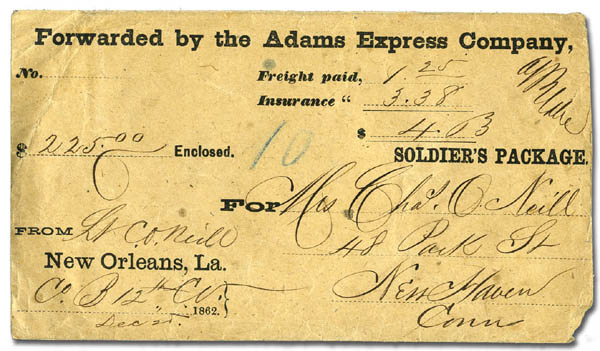 Forwarded by the Adams Express Company,
No.
Freight paid, 1.25
Insurance " 3.38
$ 4.63
$ 225.00 Enclosed. 10
SOLDIER'S PACKAGE.
For Mrs Chas. O Neill
48 Park St
New Haven
Conn
FROM Lt C. O. Neill
New Orleans, La.
Co B 12th C.V. 1862.
Dec 25